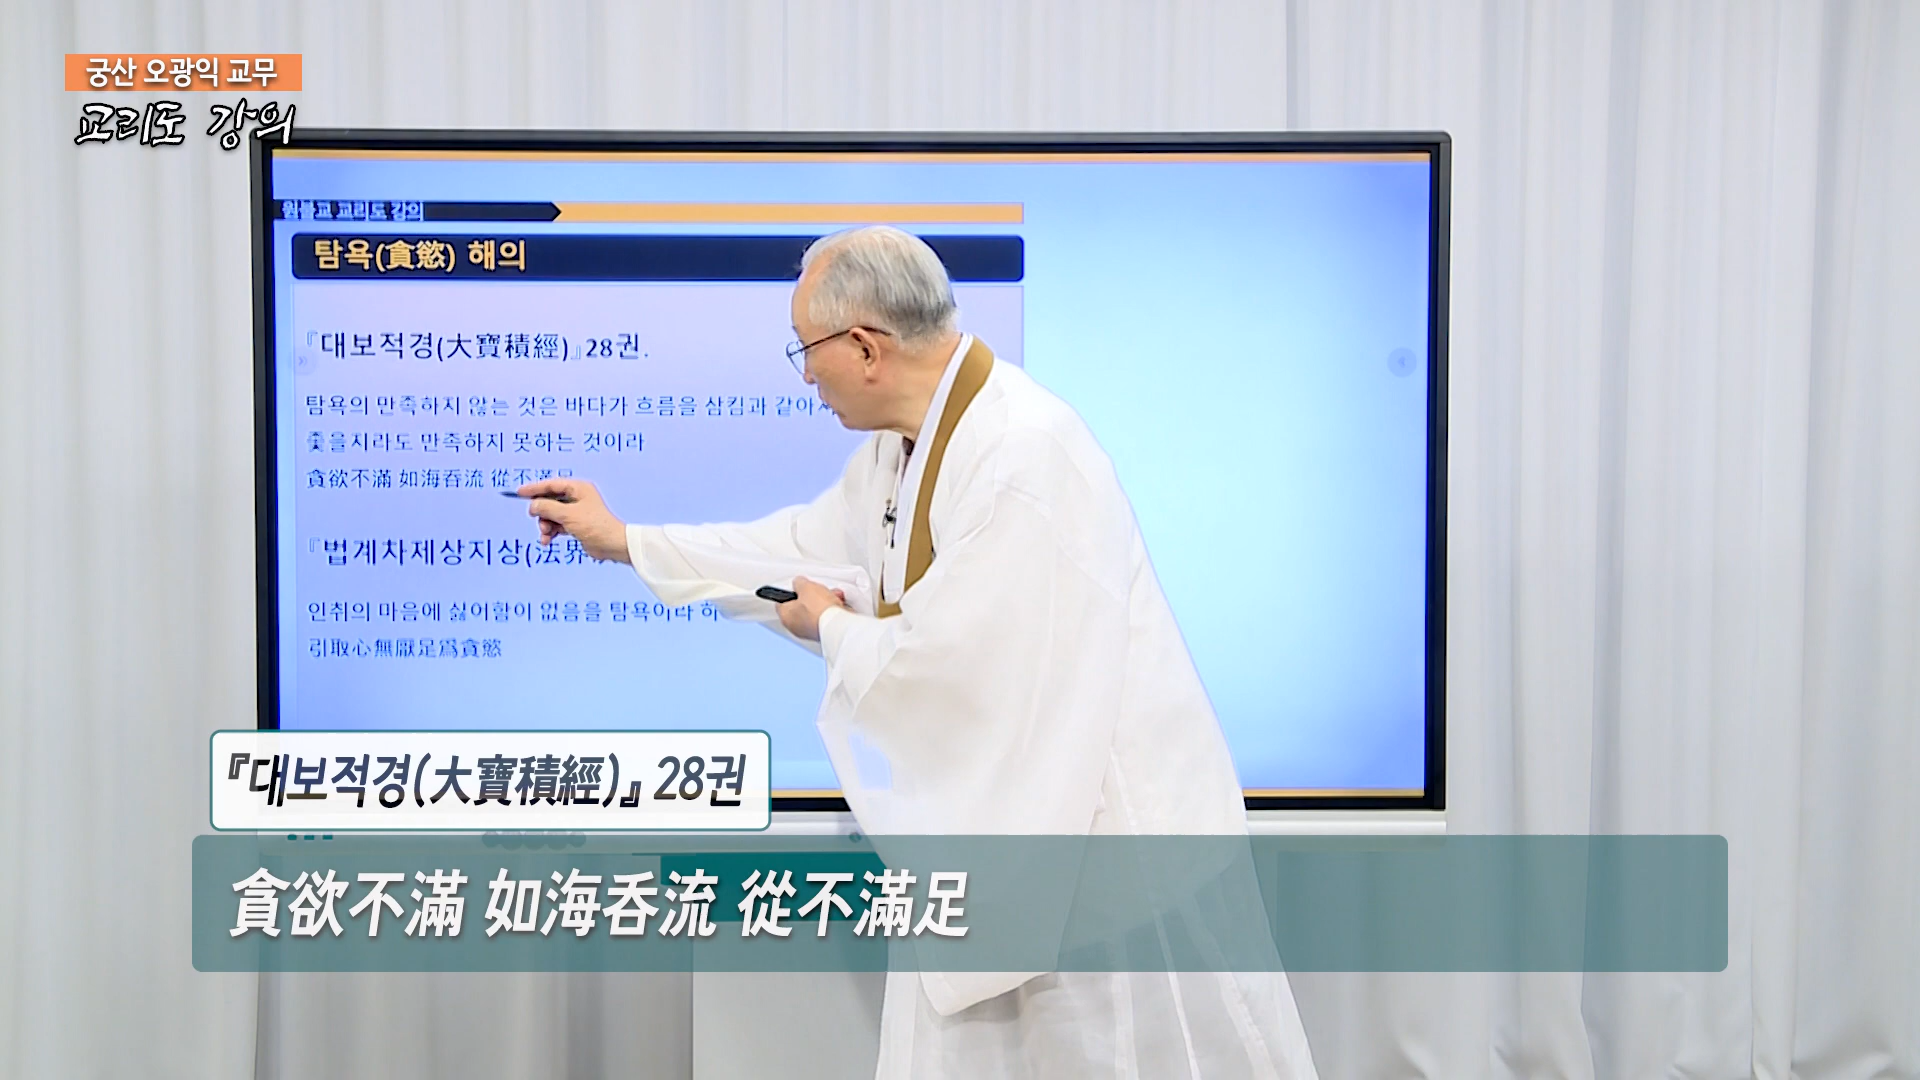 궁산 오광익 교무
교리도 강의
원불교 교리도 강의
탐욕(貪慾) 해의
『대보적경(大寶積經)』28권.
탐욕의 만족하지 않는 것은 바다가 흐름을 삼킴과 같아서
좇을지라도 만족하지 못하는 것이라
貪欲不滿 如海呑流 從不滿足
『법계차제상지상(法界
인취의 마음에 싫어함이 없음을 탐욕이라 하
引取心無厭足爲貪慾
『대보적경(大寶積經)』 28권
貪欲不滿 如海呑流 從不滿足